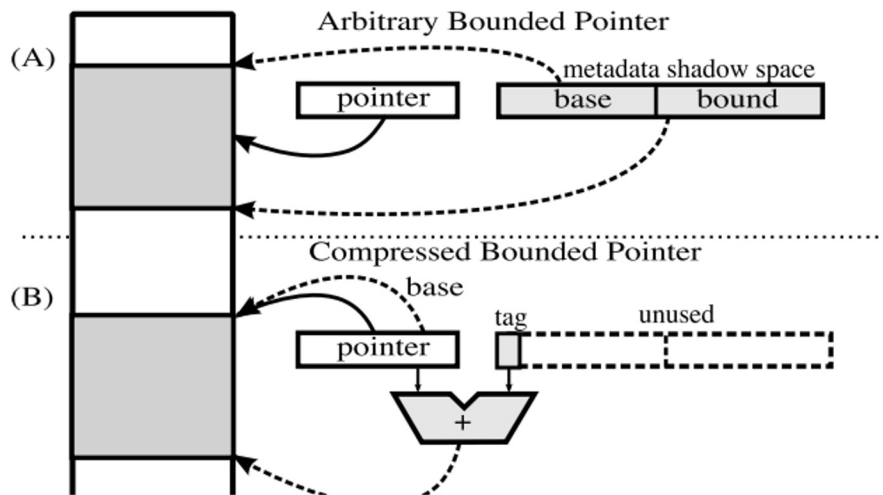 Arbitrary Bounded Pointer
(A)
metadata shadow space
pointer base bound
Compressed Bounded Pointer
(B)
base
tag unused
pointer
+